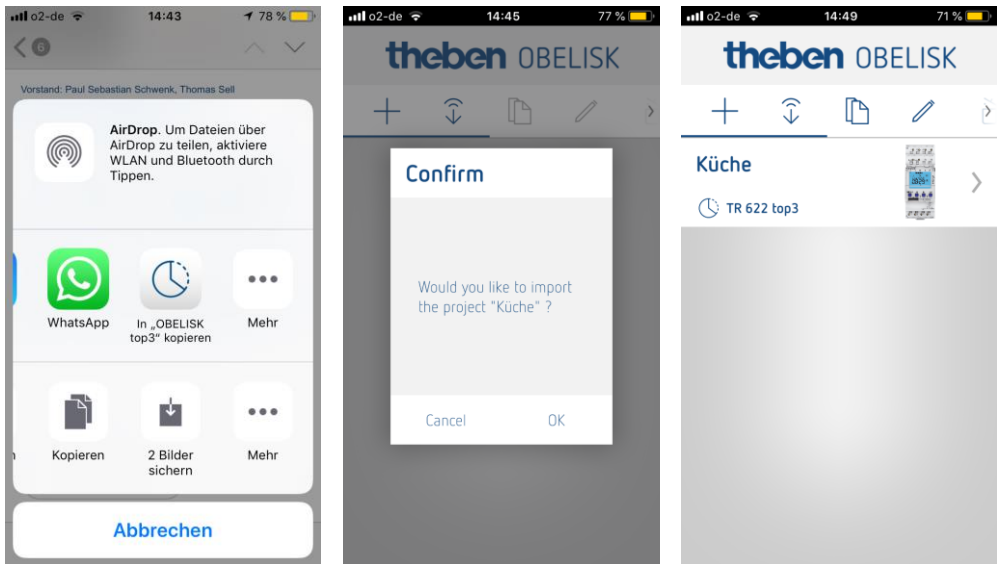 o2-de 14:43 78 %
6
Vorstand: Paul Sebastian Schwenk, Thomas Sell
AirDrop. Um Dateien über
AirDrop zu teilen, aktiviere
WLAN und Bluetooth durch
Tippen.
WhatsApp
In „OBELISK
top3“ kopieren
Mehr
Kopieren
2 Bilder
sichern
Mehr
Abbrechen
o2-de 14:45 77 %
theben OBELISK
Confirm
Would you like to import
the project "Küche" ?
Cancel OK
o2-de 14:49 71 %
theben OBELISK
Küche
TR 622 top3